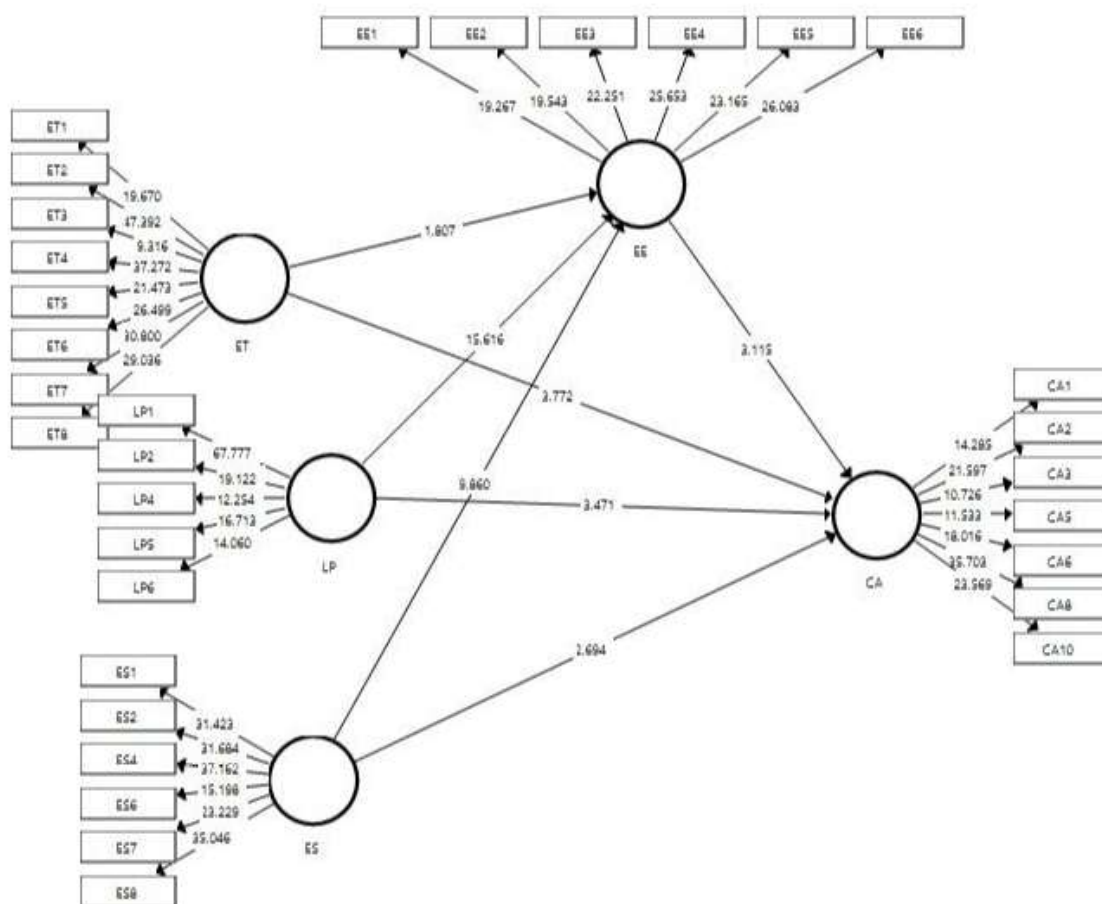 EE1
EE2
EE3
EE4
EE5
EE6
19.267
19.543
22.251
25.653
23.165
26.083
ET1
ET2
ET3
ET4
ET5
ET6
ET7
ET8
19.670
47.392
9.316
37.272
21.473
26.499
30.800
29.036
ET
EE
1.807
15.616
3.772
3.115
9.860
3.471
2.694
LP1
LP2
LP4
LP5
LP6
67.777
19.122
12.254
16.713
14.060
LP
CA
14.285
21.597
10.726
11.533
18.016
35.703
23.569
CA1
CA2
CA3
CA5
CA6
CA8
CA10
ES1
ES2
ES4
ES6
ES7
ES8
31.423
31.684
37.162
15.198
23.229
35.046
ES